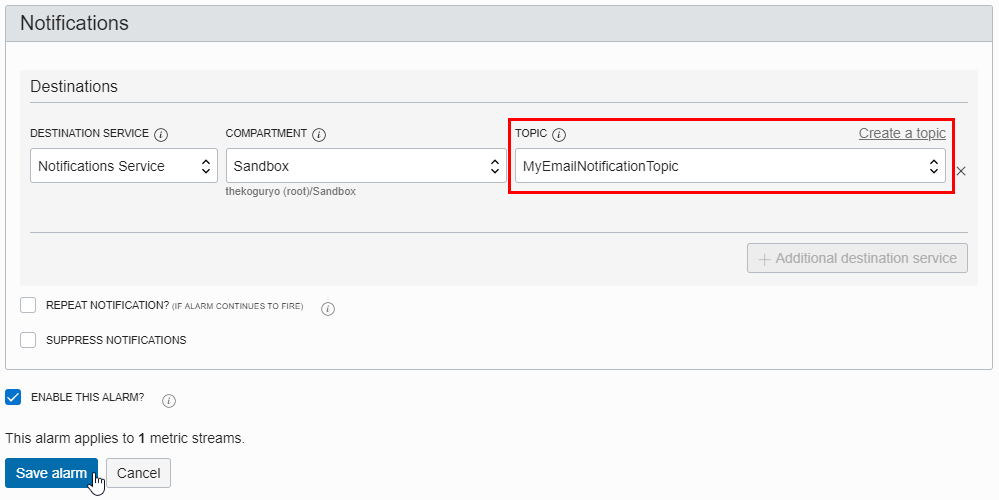 Notifications
Destinations
DESTINATION SERVICE i COMPARTMENT i TOPIC i Create a topic
Notifications Service Sandbox MyEmailNotificationTopic ×
thekoguryo (root)/Sandbox
+ Additional destination service
REPEAT NOTIFICATION? (IF ALARM CONTINUES TO FIRE) i
SUPPRESS NOTIFICATIONS
ENABLE THIS ALARM? i
This alarm applies to 1 metric streams.
Save alarm Cancel